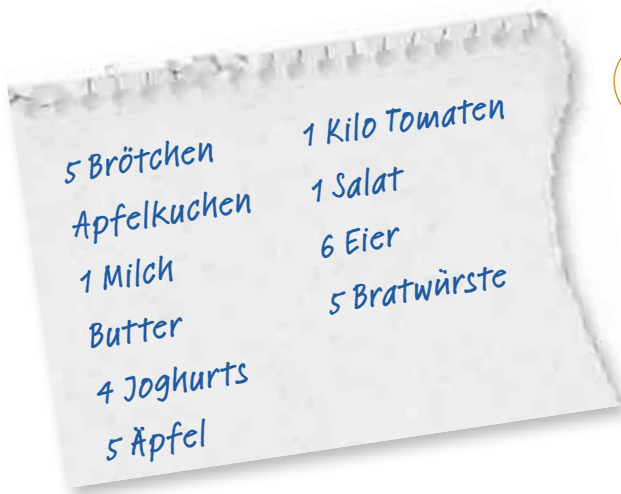 5 Brötchen
Apfelkuchen
1 Milch
Butter
4 Joghurts
5 Äpfel
1 Kilo Tomaten
1 Salat
6 Eier
5 Bratwürste